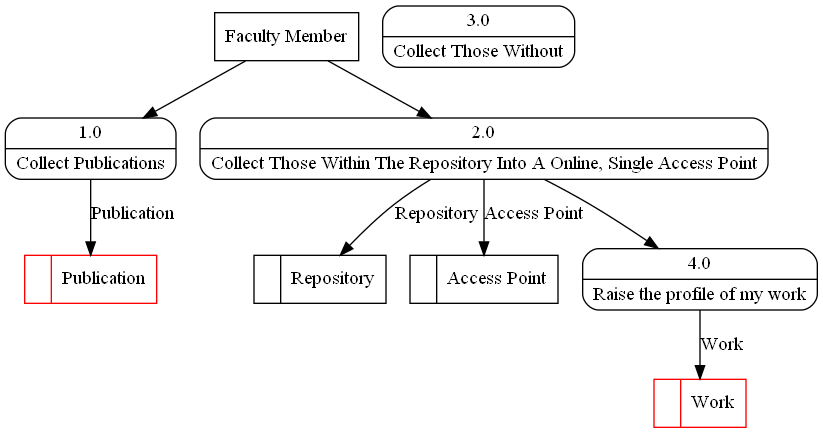 Faculty Member
3.0
Collect Those Without
1.0
Collect Publications
2.0
Collect Those Within The Repository Into A Online, Single Access Point
Publication
Repository
Access Point
Publication
Repository
Access Point
4.0
Raise the profile of my work
Work
Work